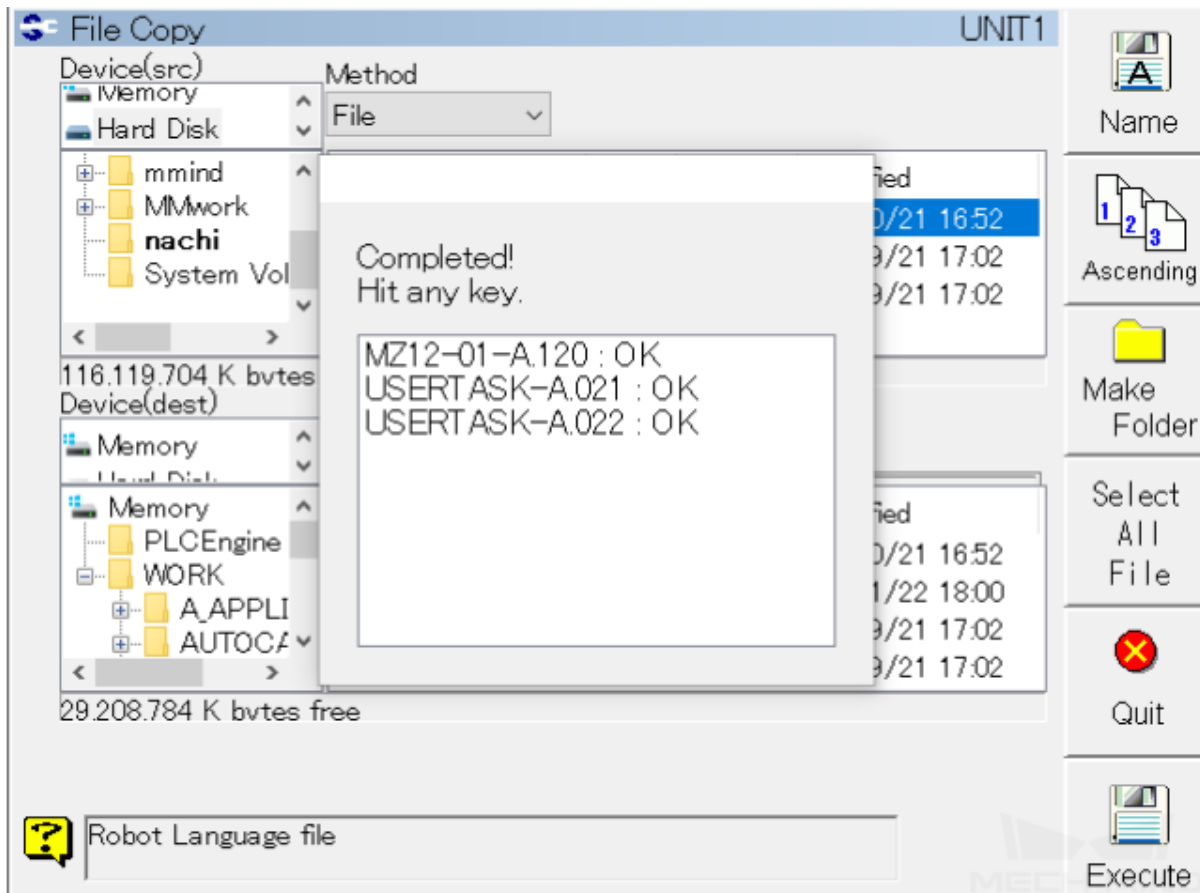 File Copy
UNIT1
Device(src)
Method
Memory
Hard Disk
File
mmind
MMwork
nachi
System Vol
fied
0/21 16:52
9/21 17:02
9/21 17:02
116.119.704 K bytes
Completed!
Hit any key.
MZ12-01-A.120 : OK
USERTASK-A.021 : OK
USERTASK-A.022 : OK
Device(dest)
Memory
Memory
PLCEngine
WORK
A_APPLI
AUTOCA
fied
0/21 16:52
1/22 18:00
9/21 17:02
9/21 17:02
29.208.784 K bytes free
Robot Language file
A
Name
1
2
3
Ascending
Make
Folder
Select
All
File
Quit
Execute